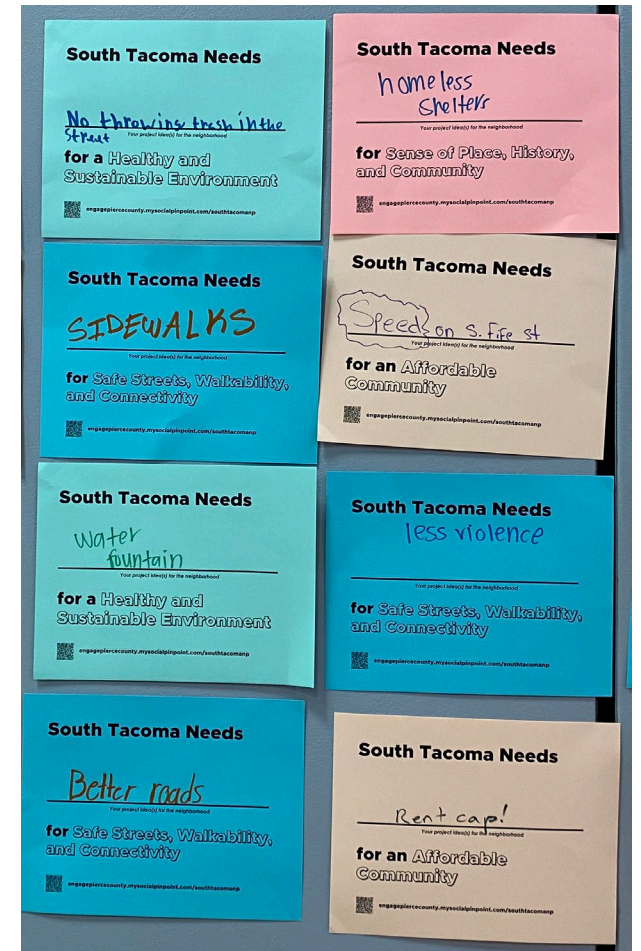 South Tacoma Needs
No throwing tresh in the
Street
Your project idea(s) for the neighborhood
for a Healthy and
Sustainable Environment
engagepiercecounty.mysocialpinpoint.com/southtacomanp
South Tacoma Needs
homeless
Shelters
Your project idea(s) for the neighborhood
for Sense of Place, History,
and Community
engagepiercecounty.mysocialpinpoint.com/southtacomanp
South Tacoma Needs
SIDEWALKS
Your project idea(s) for the neighborhood
for Safe Streets, Walkability,
and Connectivity
engagepiercecounty.mysocialpinpoint.com/southtacomanp
South Tacoma Needs
Speeds on S. Fife st
Your project idea(s) for the neighborhood
for an Affordable
Community
engagepiercecounty.mysocialpinpoint.com/southtacomanp
South Tacoma Needs
water
fountain
Your project idea(s) for the neighborhood
for a Healthy and
Sustainable Environment
engagepiercecounty.mysocialpinpoint.com/southtacomanp
South Tacoma Needs
less violence
Your project idea(s) for the neighborhood
for Safe Streets, Walkability,
and Connectivity
engagepiercecounty.mysocialpinpoint.com/southtacomanp
South Tacoma Needs
Better roads
Your project idea(s) for the neighborhood
for Safe Streets, Walkability,
and Connectivity
engagepiercecounty.mysocialpinpoint.com/southtacomanp
South Tacoma Needs
Rent cap!
Your project idea(s) for the neighborhood
for an Affordable
Community
engagepiercecounty.mysocialpinpoint.com/southtacomanp